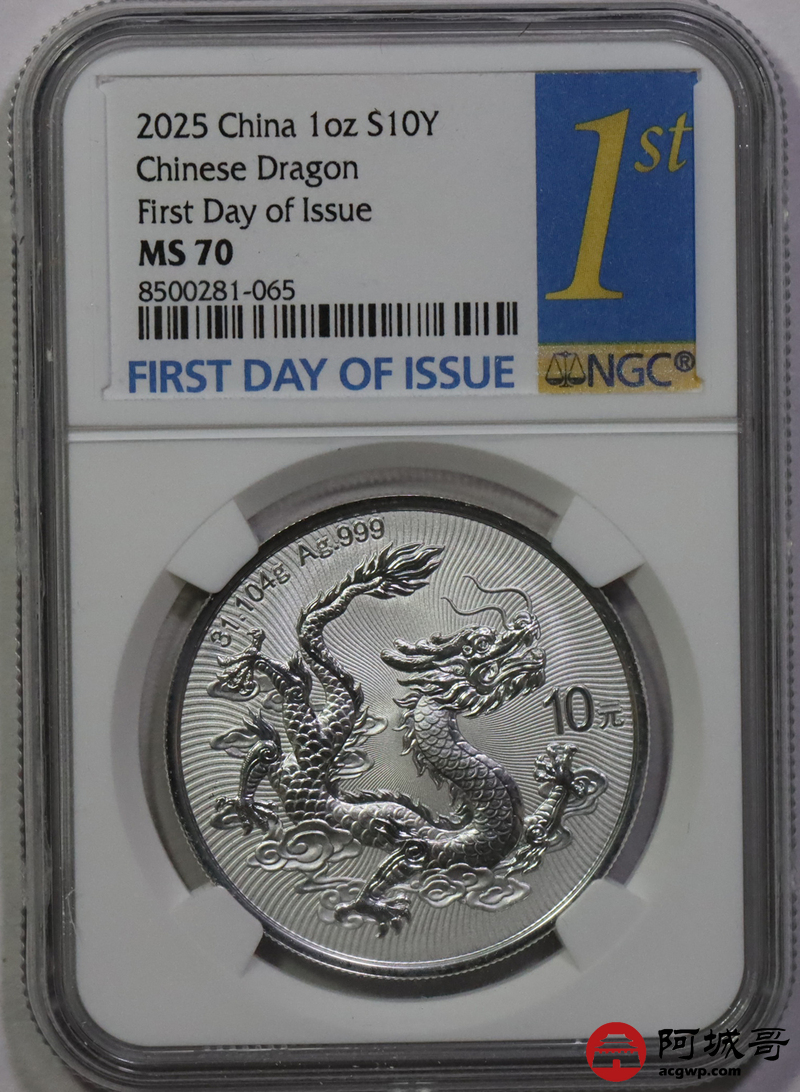 2025 China 1oz S10Y
Chinese Dragon
First Day of Issue
MS 70
8500281-065
FIRST DAY OF ISSUE
1st
NGC®
31.104g Ag.999
10元
阿城哥
acgwp.com